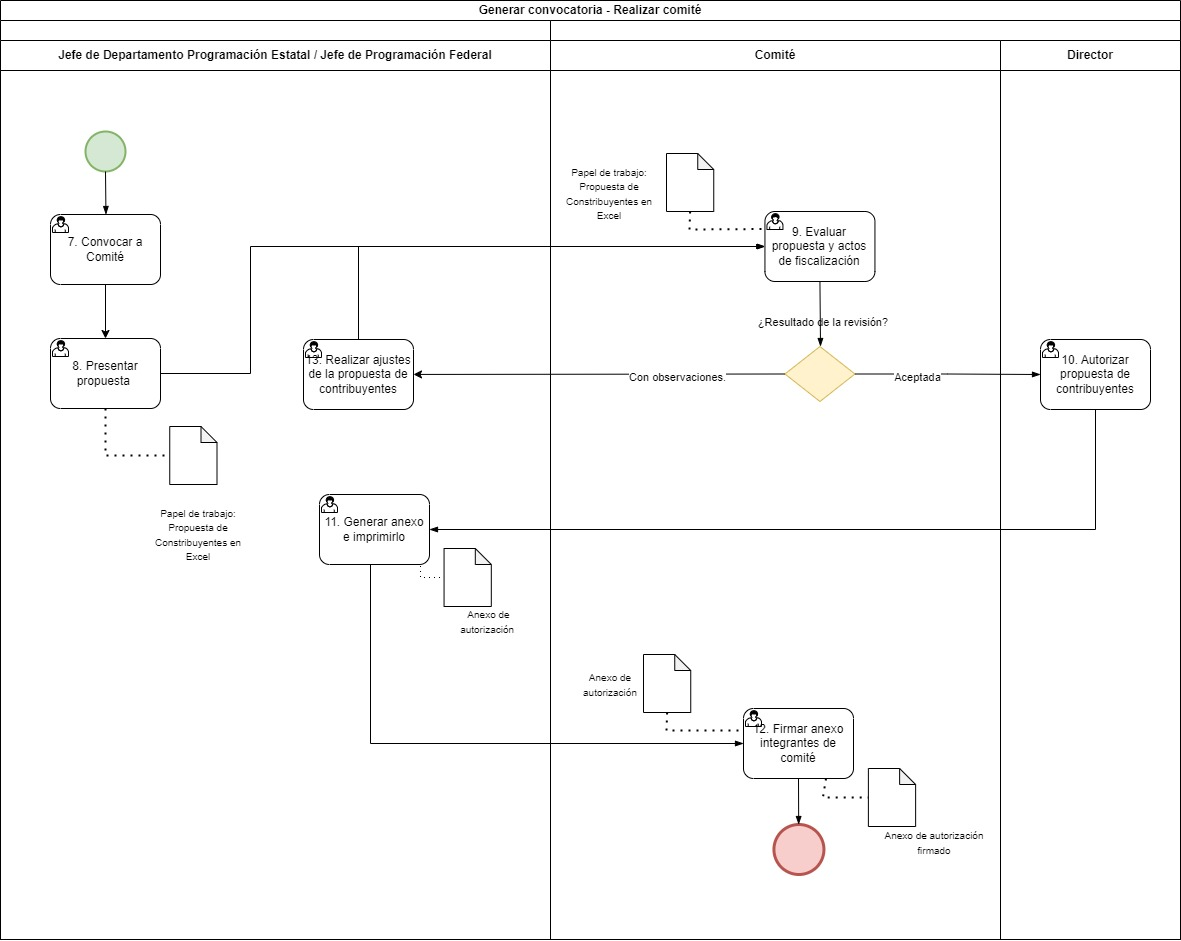 Generar convocatoria - Realizar comité
Jefe de Departamento Programación Estatal / Jefe de Programación Federal
Comité
Director
Papel de trabajo:
Propuesta de
Constribuyentes en
Excel
7. Convocar a
Comité
9. Evaluar
propuesta y actos
de fiscalización
¿Resultado de la revisión?
8. Presentar
propuesta
13. Realizar ajustes
de la propuesta de
contribuyentes
Con observaciones.
Aceptada
10. Autorizar
propuesta de
contribuyentes
Papel de trabajo:
Propuesta de
Constribuyentes en
Excel
11. Generar anexo
e imprimirlo
Anexo de
autorización
Anexo de
autorización
12. Firmar anexo
integrantes de
comité
Anexo de autorización
firmado